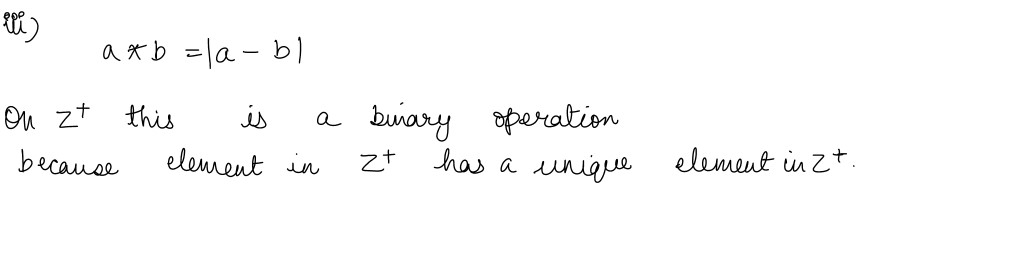 iii)
a * b = |a - b|
On Z⁺ this is a binary operation
because element in Z⁺ has a unique element in Z⁺.